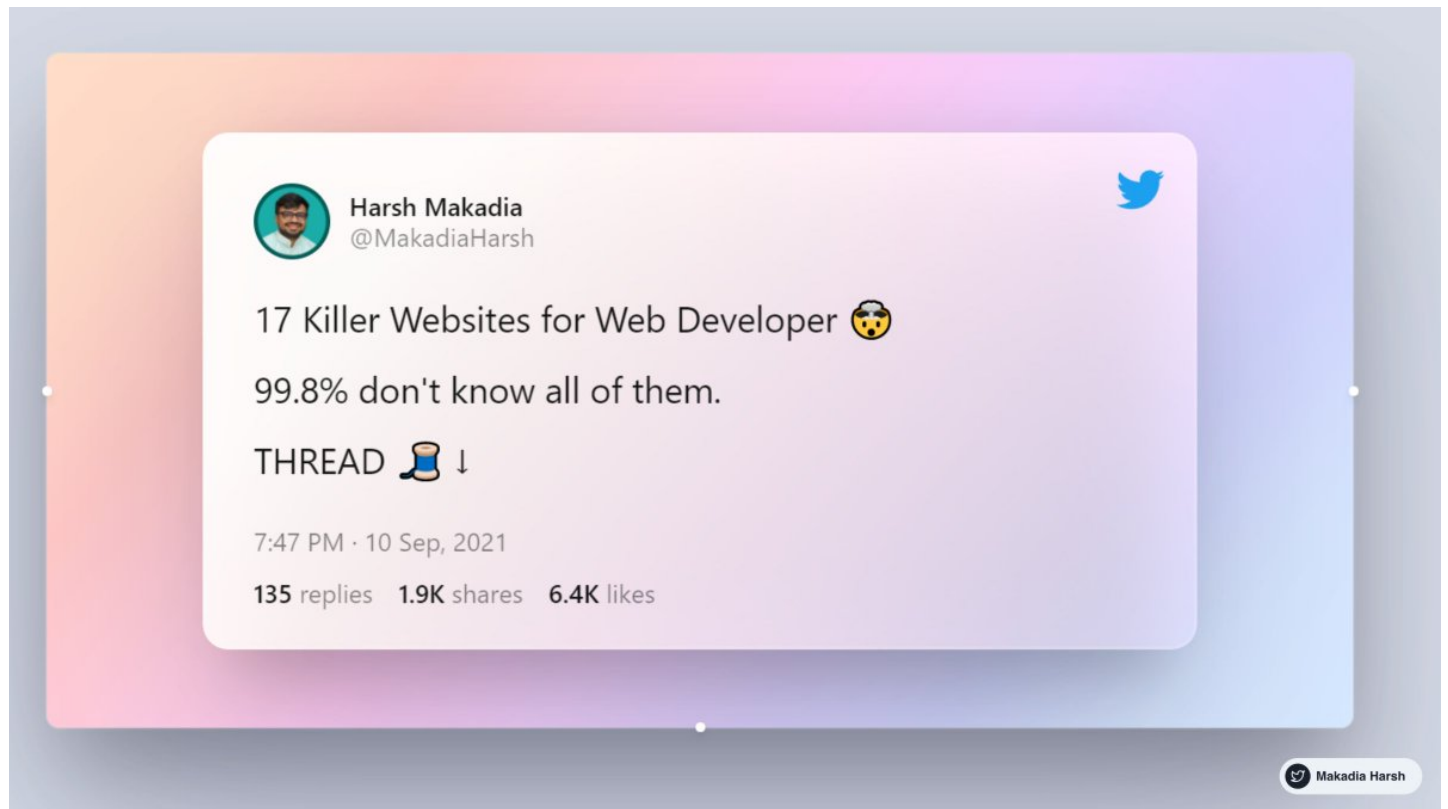 Harsh Makadia
@MakadiaHarsh
17 Killer Websites for Web Developer 🤯
99.8% don't know all of them.
THREAD 🧵 ↓
7:47 PM · 10 Sep, 2021
135 replies 1.9K shares 6.4K likes
Makadia Harsh